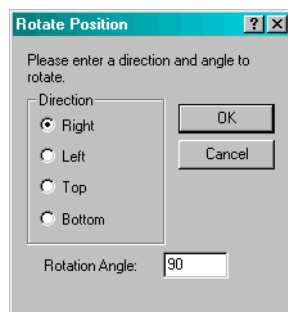 Rotate Position
Please enter a direction and angle to
rotate.
Direction
Right
OK
Left
Cancel
Top
Bottom
Rotation Angle: 90